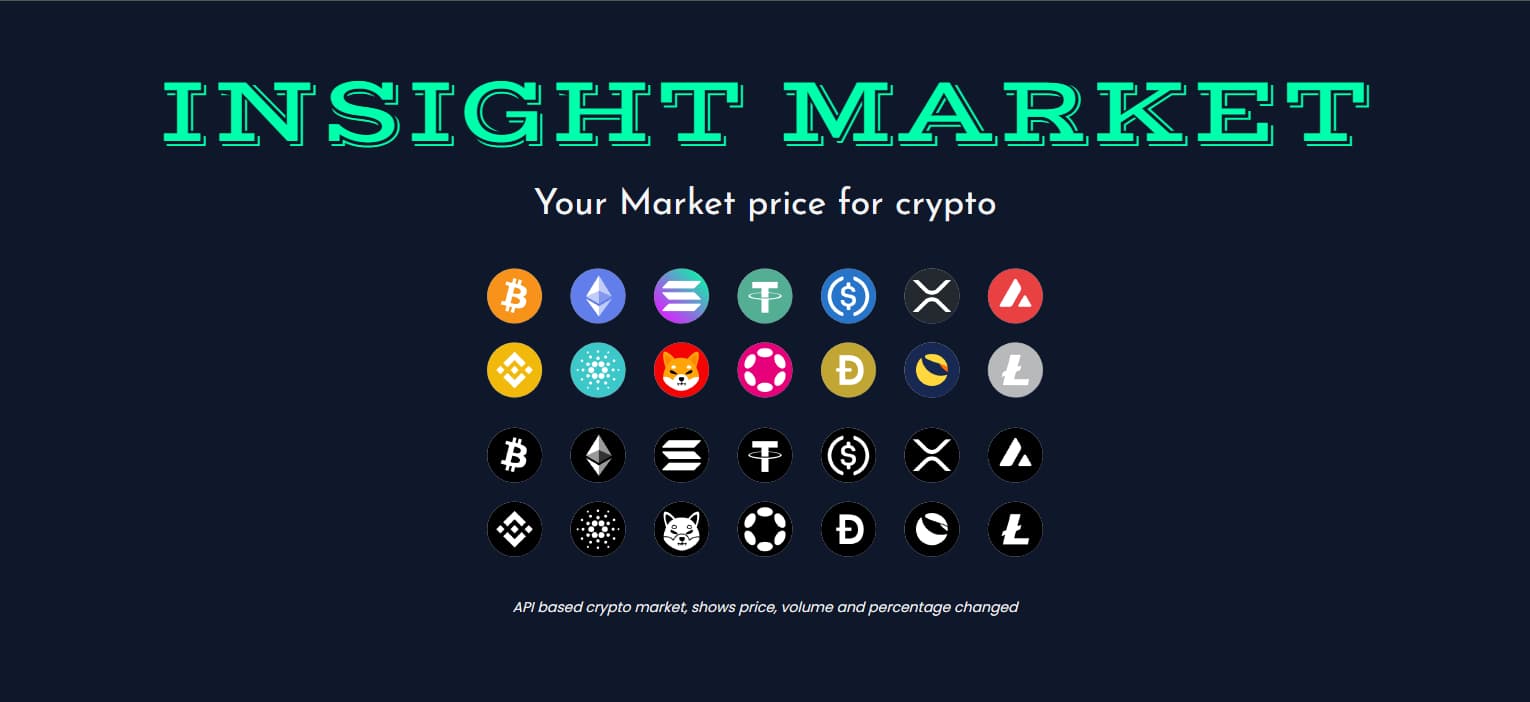 INSIGHT MARKET
Your Market price for crypto
API based crypto market, shows price, volume and percentage changed